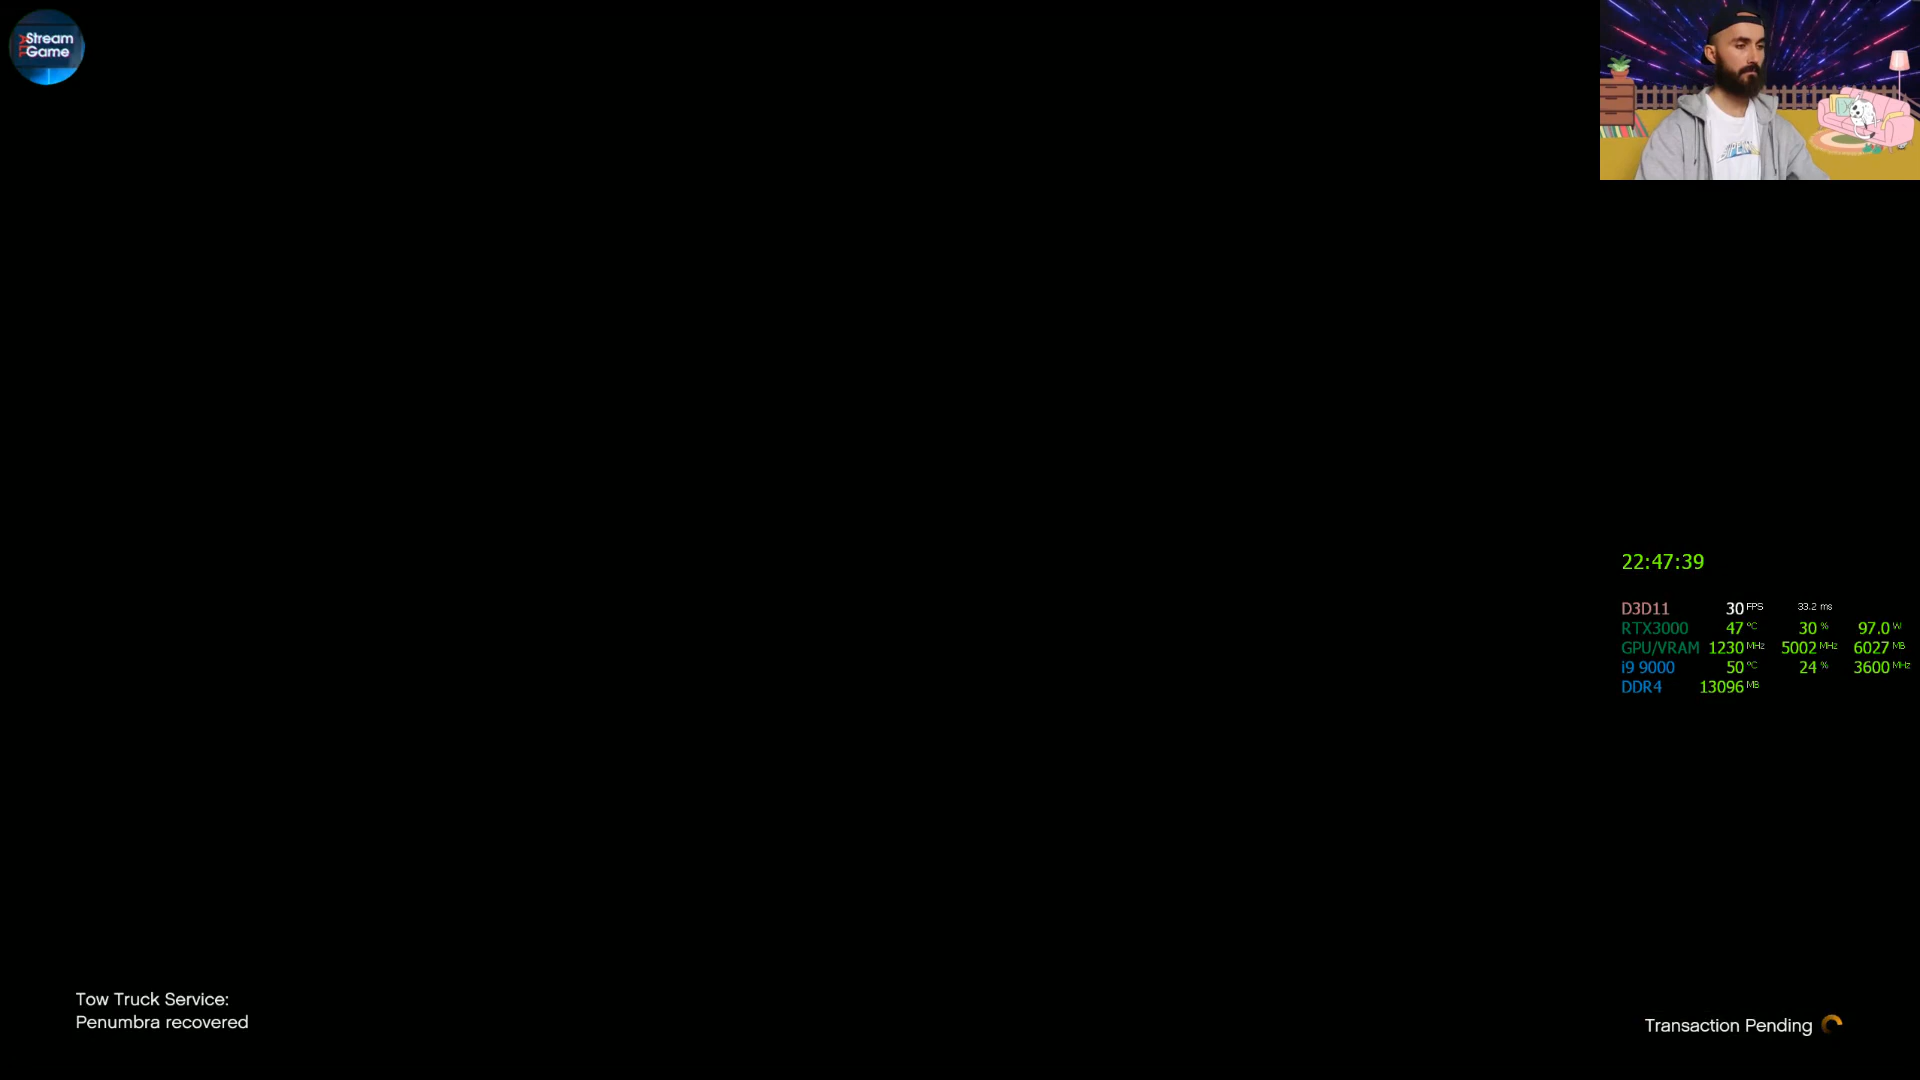 Stream
Game
22:47:39
D3D11 30 FPS 33.2 ms
RTX3000 47 °C 30 % 97.0 W
GPU/VRAM 1230 MHz 5002 MHz 6027 MB
i9 9000 50 °C 24 % 3600 MHz
DDR4 13096 MB
Tow Truck Service:
Penumbra recovered
Transaction Pending